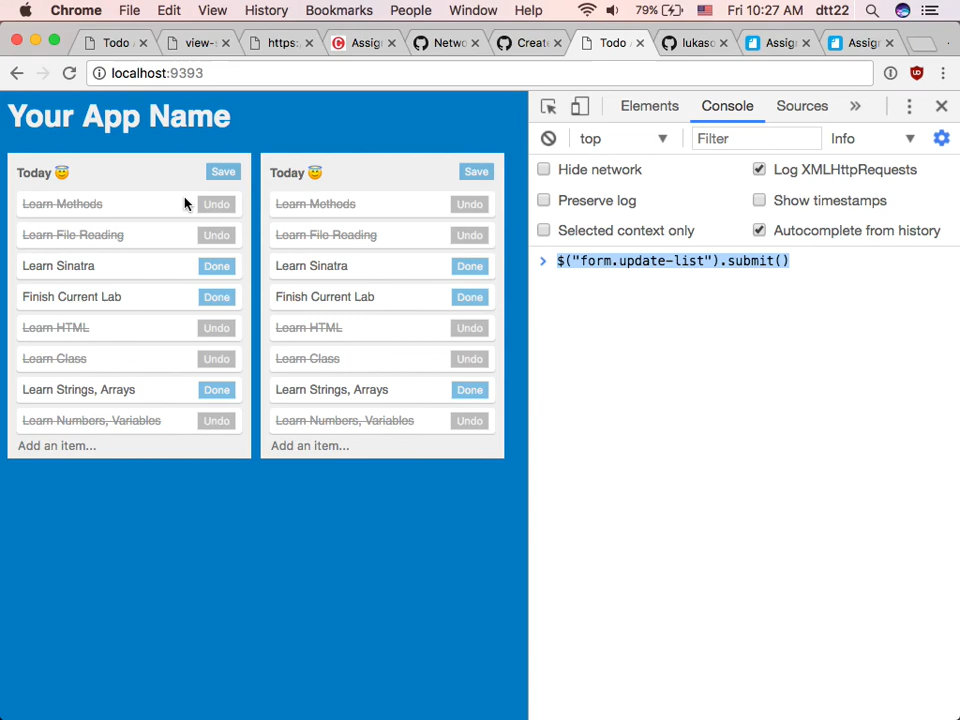 Chrome File Edit View History Bookmarks People Window Help 79% Fri 10:27 AM dtt22
Todo view- https: Assig Netwo Create Todo lukaso Assig Assig
localhost:9393
Your App Name
Elements Console Sources
top Filter Info
Hide network Log XMLHttpRequests
Preserve log Show timestamps
Selected context only Autocomplete from history
$("form.update-list").submit()
Today 😇 Save
Learn Methods Undo
Learn File Reading Undo
Learn Sinatra Done
Finish Current Lab Done
Learn HTML Undo
Learn Class Undo
Learn Strings, Arrays Done
Learn Numbers, Variables Undo
Add an item...
Today 😇 Save
Learn Methods Undo
Learn File Reading Undo
Learn Sinatra Done
Finish Current Lab Done
Learn HTML Undo
Learn Class Undo
Learn Strings, Arrays Done
Learn Numbers, Variables Undo
Add an item...